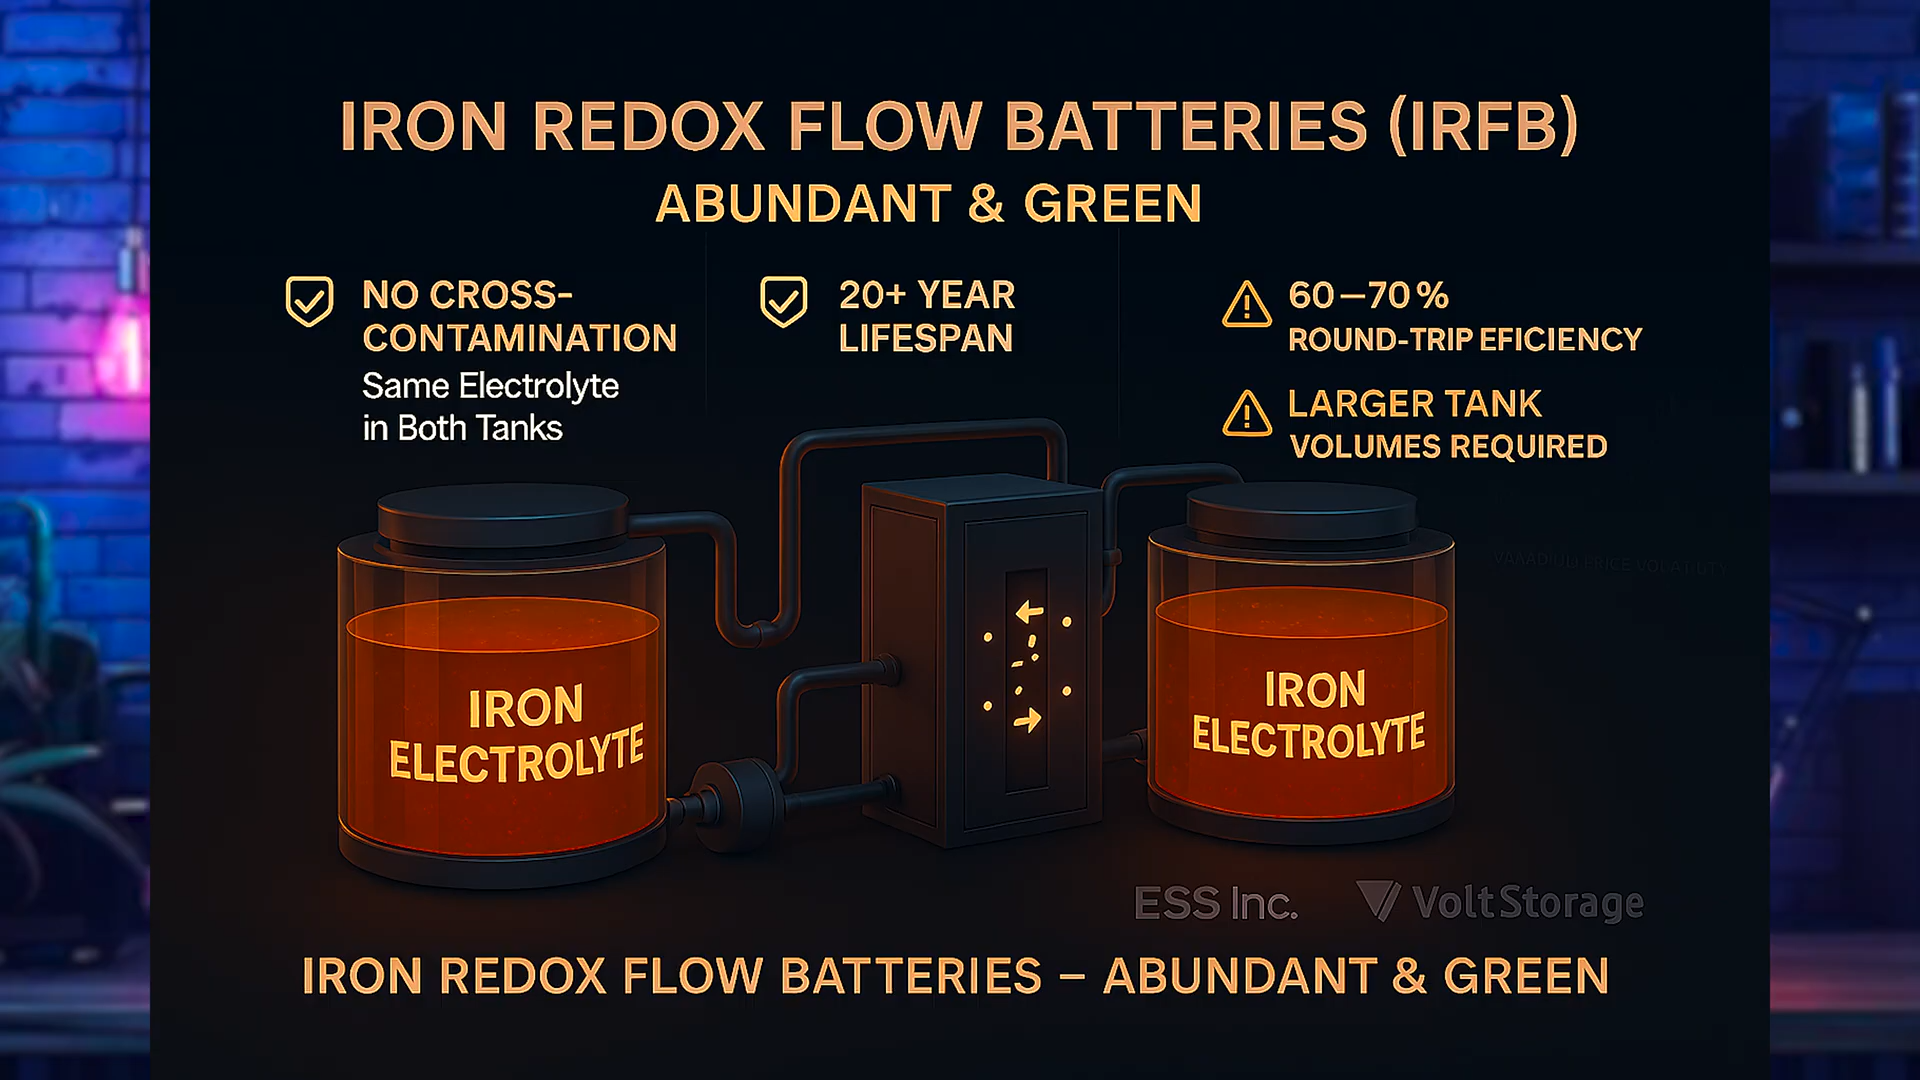 IRON REDOX FLOW BATTERIES (IRFB)
ABUNDANT & GREEN
NO CROSS-
CONTAMINATION
Same Electrolyte
in Both Tanks
20+ YEAR
LIFESPAN
60–70%
ROUND-TRIP EFICIENCY
LARGER TANK
VOLUMES REQUIRED
IRON
ELECTROLYTE
IRON
ELECTROLYTE
ESS Inc.
VoltStorage
IRON REDOX FLOW BATTERIES – ABUNDANT & GREEN